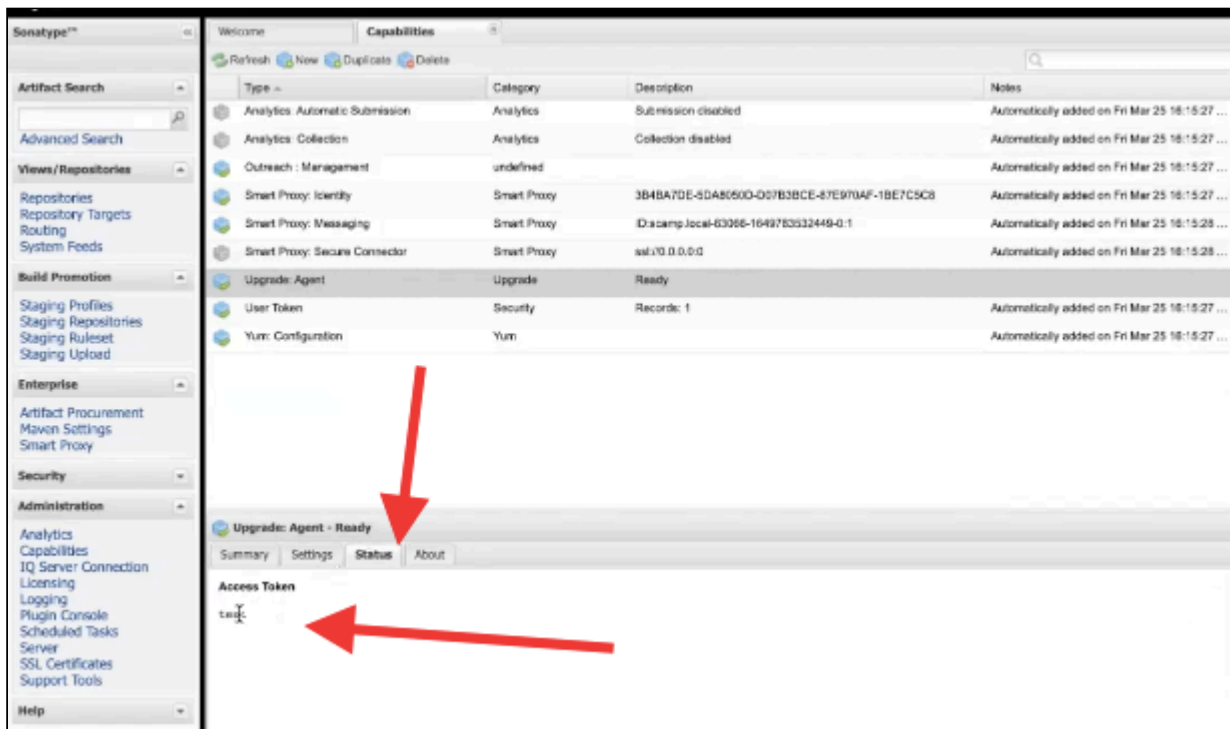 Sonatype™
Welcome
Capabilities
Refresh New Duplicate Delete
Artifact Search
Advanced Search
Views/Repositories
Repositories
Repository Targets
Routing
System Feeds
Build Promotion
Staging Profiles
Staging Repositories
Staging Ruleset
Staging Upload
Enterprise
Artifact Procurement
Maven Settings
Smart Proxy
Security
Administration
Analytics
Capabilities
IQ Server Connection
Licensing
Logging
Plugin Console
Scheduled Tasks
Server
SSL Certificates
Support Tools
Help
Type Category Description Notes
Analytics: Automatic Submission Analytics Submission disabled Automatically added on Fri Mar 25 16:15:27 ...
Analytics: Collection Analytics Collection disabled Automatically added on Fri Mar 25 16:15:27 ...
Outreach : Management undefined Automatically added on Fri Mar 25 16:15:27 ...
Smart Proxy: Identity Smart Proxy Automatically added on Fri Mar 25 16:15:27 ...
Smart Proxy: Messaging Smart Proxy Automatically added on Fri Mar 25 16:15:28 ...
Smart Proxy: Secure Connector Smart Proxy ssl://0.0.0.0:0 Automatically added on Fri Mar 25 16:15:28 ...
Upgrade: Agent Upgrade Ready
User Token Security Records: 1 Automatically added on Fri Mar 25 16:15:27 ...
Yum: Configuration Yum Automatically added on Fri Mar 25 16:15:27 ...
Upgrade: Agent - Ready
Summary Settings Status About
Access Token